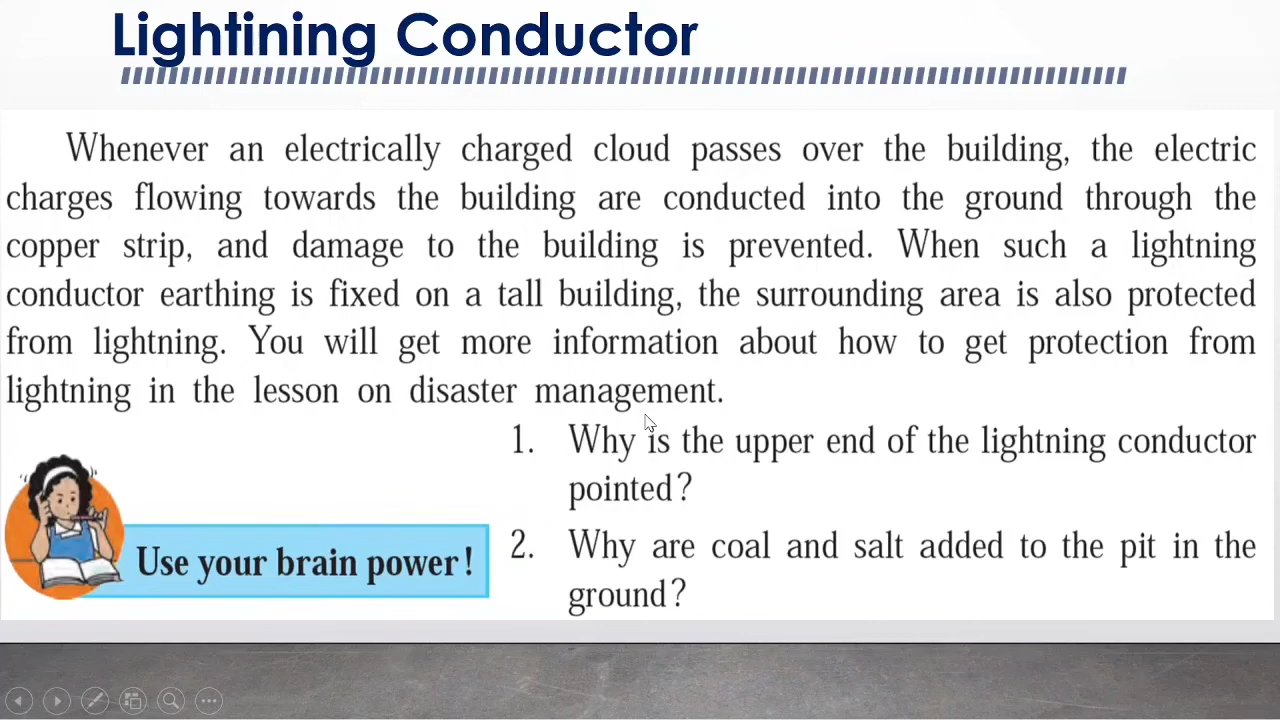 Lightining Conductor
Whenever an electrically charged cloud passes over the building, the electric
charges flowing towards the building are conducted into the ground through the
copper strip, and damage to the building is prevented. When such a lightning
conductor earthing is fixed on a tall building, the surrounding area is also protected
from lightning. You will get more information about how to get protection from
lightning in the lesson on disaster management.
1. Why is the upper end of the lightning conductor
pointed?
Use your brain power!
2. Why are coal and salt added to the pit in the
ground?